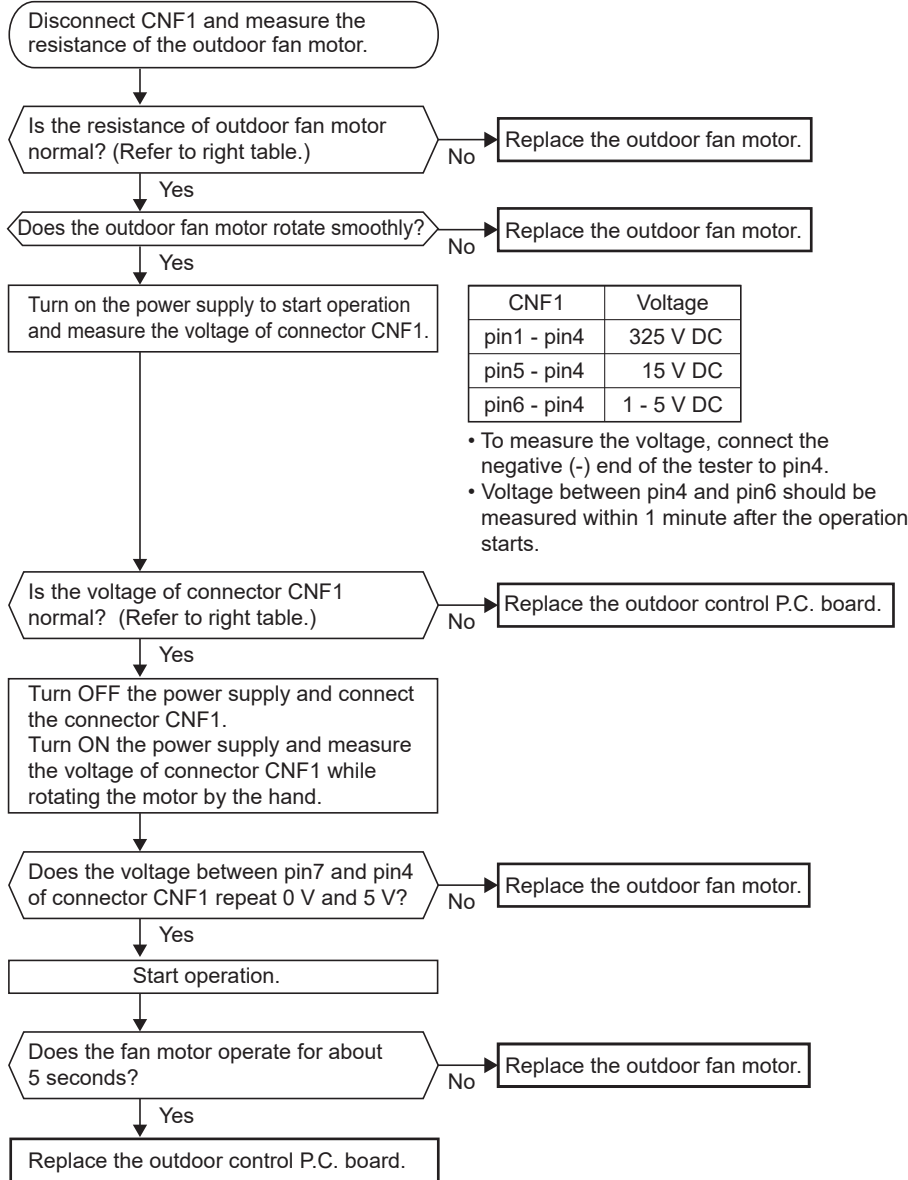 Disconnect CNF1 and measure the
resistance of the outdoor fan motor.
Is the resistance of outdoor fan motor
normal? (Refer to right table.)
No
Replace the outdoor fan motor.
Yes
Does the outdoor fan motor rotate smoothly?
No
Replace the outdoor fan motor.
Yes
Turn on the power supply to start operation
and measure the voltage of connector CNF1.
CNF1 Voltage
pin1 - pin4 325 V DC
pin5 - pin4 15 V DC
pin6 - pin4 1 - 5 V DC
• To measure the voltage, connect the
negative (-) end of the tester to pin4.
• Voltage between pin4 and pin6 should be
measured within 1 minute after the operation
starts.
Is the voltage of connector CNF1
normal? (Refer to right table.)
No
Replace the outdoor control P.C. board.
Yes
Turn OFF the power supply and connect
the connector CNF1.
Turn ON the power supply and measure
the voltage of connector CNF1 while
rotating the motor by the hand.
Does the voltage between pin7 and pin4
of connector CNF1 repeat 0 V and 5 V?
No
Replace the outdoor fan motor.
Yes
Start operation.
Does the fan motor operate for about
5 seconds?
No
Replace the outdoor fan motor.
Yes
Replace the outdoor control P.C. board.